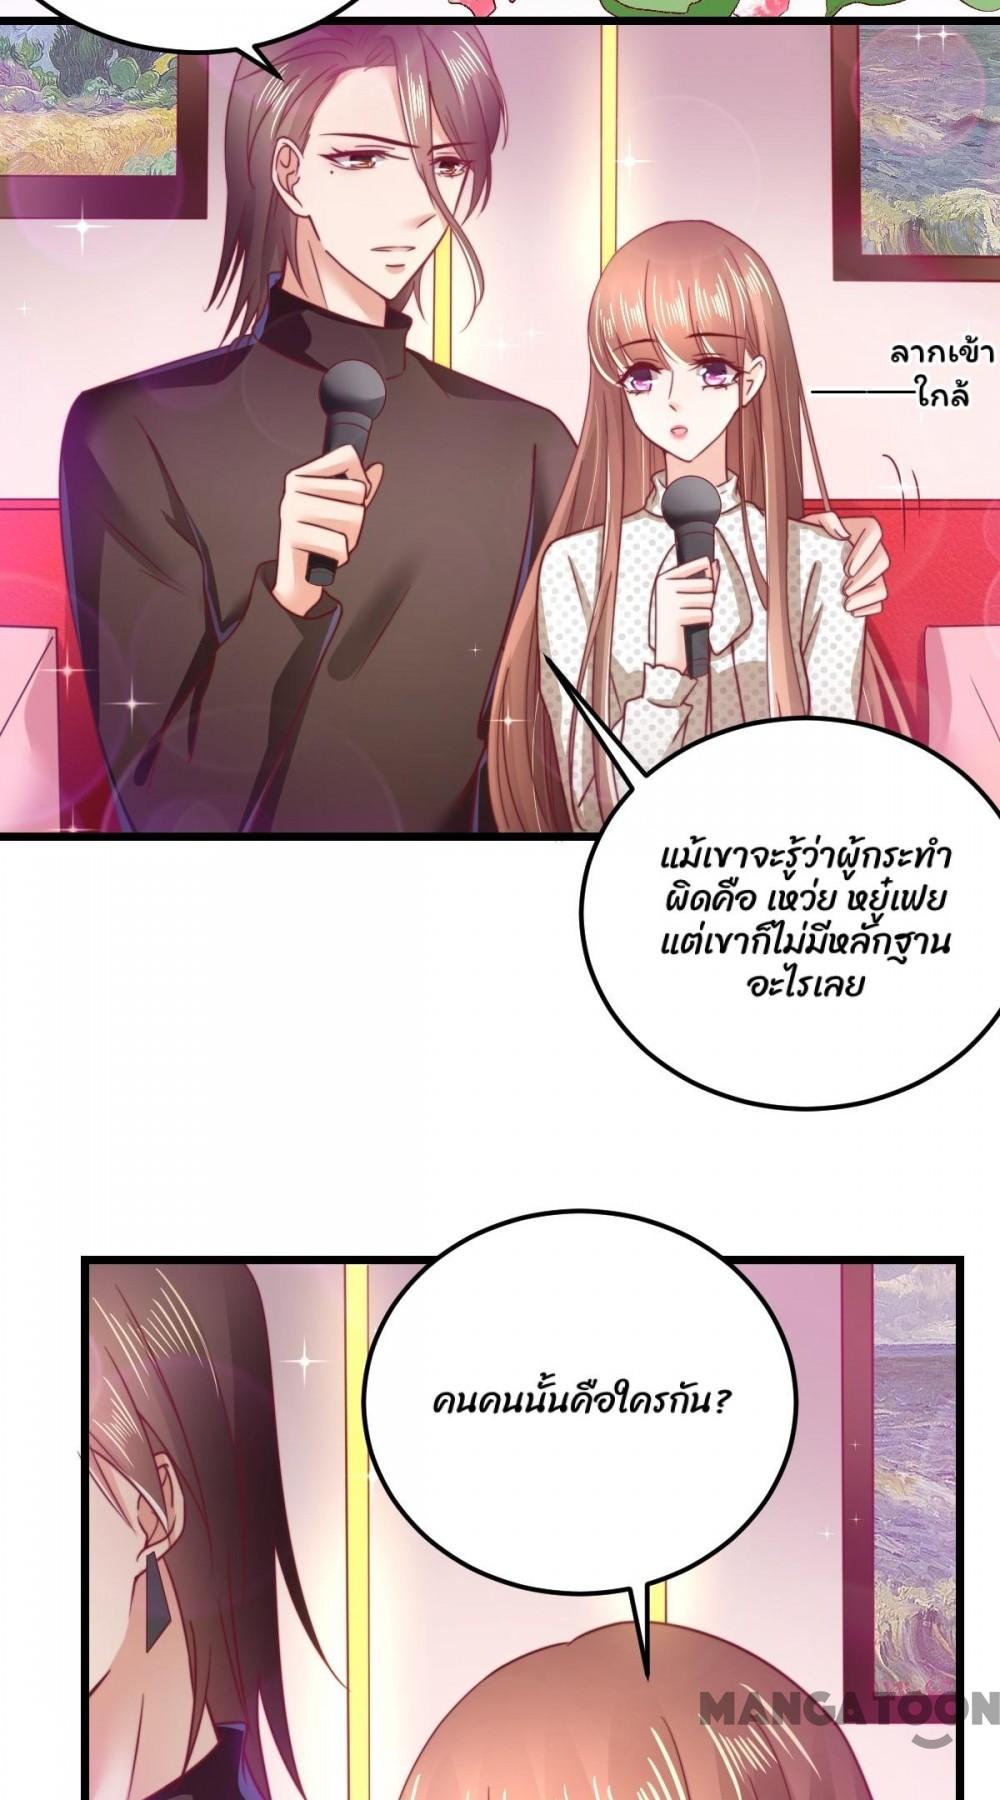 ลากเข้า
ใกล้
แม้เขาจะรู้ว่าผู้กระทำ
ผิดคือ เหว่ย หยู๋เฟย
แต่เขาก็ไม่มีหลักฐาน
อะไรเลย
คนคนนั้นคือใครกัน?
MANGATOON